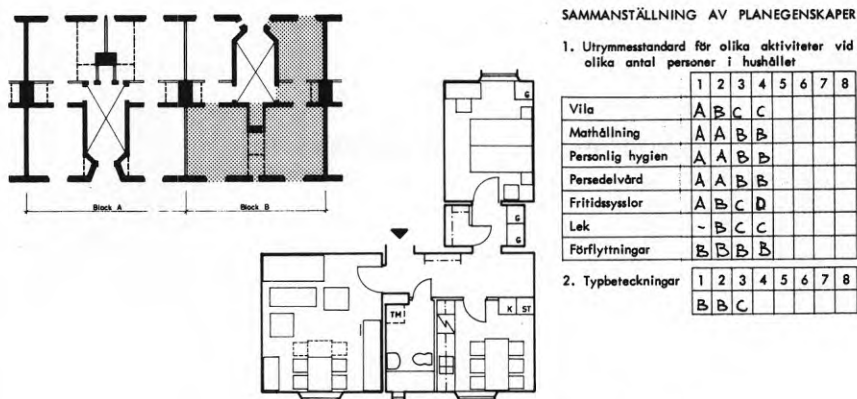 SAMMANSTÄLLNING AV PLANEGENSKAPER
1. Utrymmesstandard för olika aktiviteter vid
olika antal personer i hushållet
1 2 3 4 5 6 7 8
Vila A B C C
Mathållning A A B B
Personlig hygien A A B B
Persedelvård A A B B
Fritidssysslor A B C D
Lek - B C C
Förflyttningar B B B B
2. Typbeteckningar 1 2 3 4 5 6 7 8
B B C
Block A Block B
G
G
G
TM
K ST